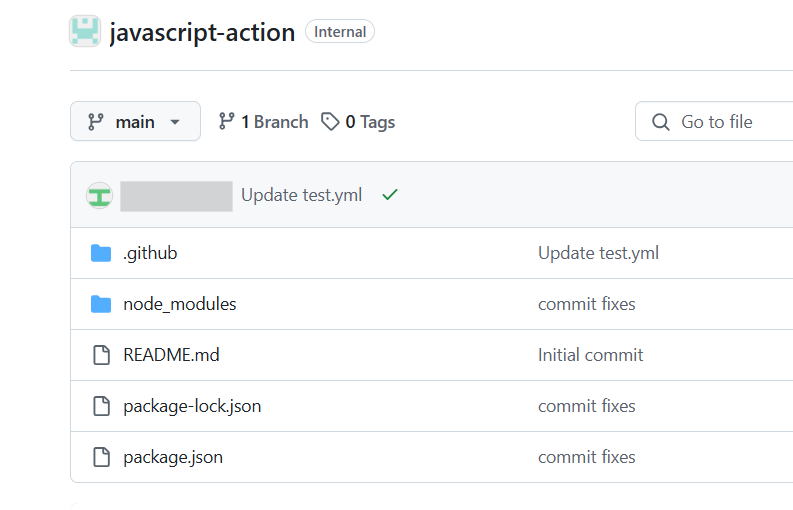 javascript-action Internal
main 1 Branch 0 Tags Go to file
Update test.yml
.github Update test.yml
node_modules commit fixes
README.md Initial commit
package-lock.json commit fixes
package.json commit fixes